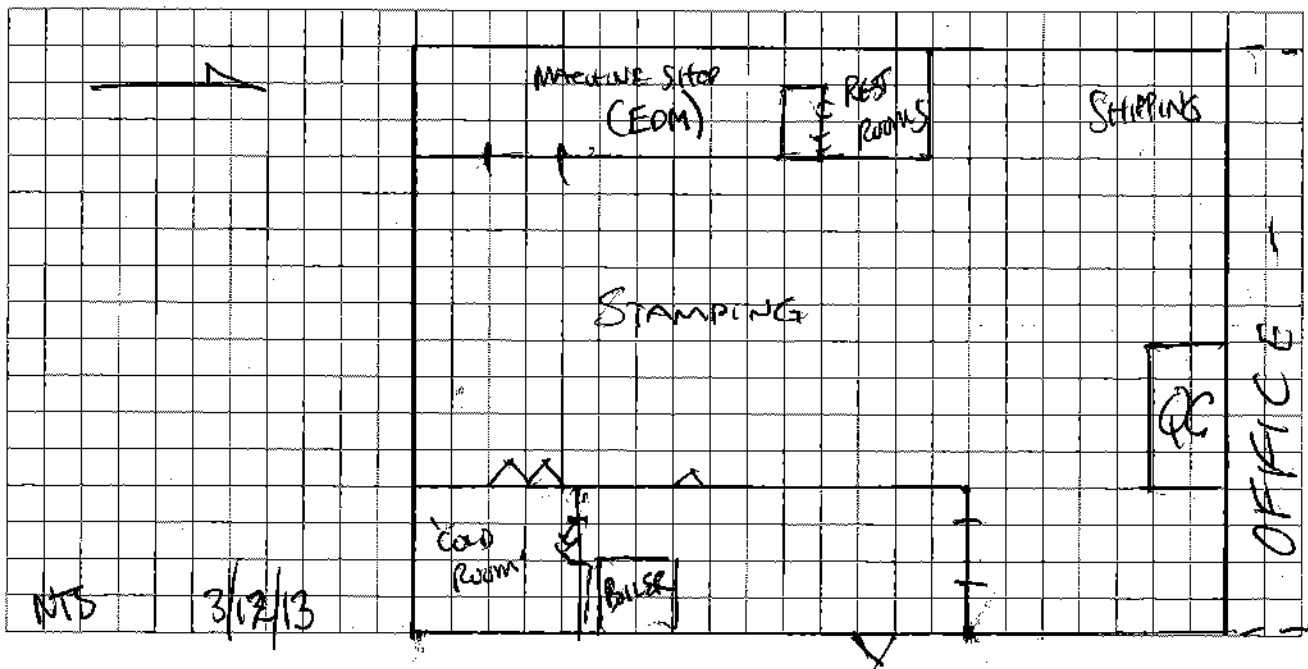 MACHINE SHOP
(EDM)
REST
ROOMS
SHIPPING
STAMPING
QC
OFFICE
'COLD
ROOM'
BOILER
NTS
3/12/13